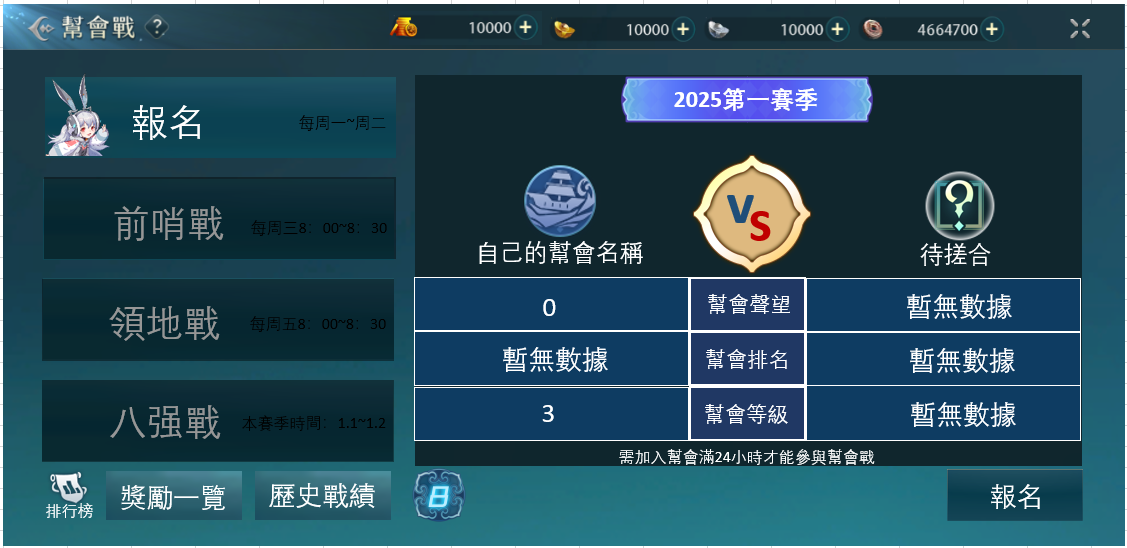 幫會戰 ?
10000 +
10000 +
10000 +
4664700 +
報名 每周一~周二
前哨戰 每周三8：00~8：30
領地戰 每周五8：00~8：30
八强戰 本賽季時間：1.1~1.2
排行榜
獎勵一覽
歷史戰績
2025第一賽季
自己的幫會名稱
VS
?
待搓合
0 幫會聲望 暫無數據
暫無數據 幫會排名 暫無數據
3 幫會等級 暫無數據
需加入幫會滿24小時才能參與幫會戰
報名